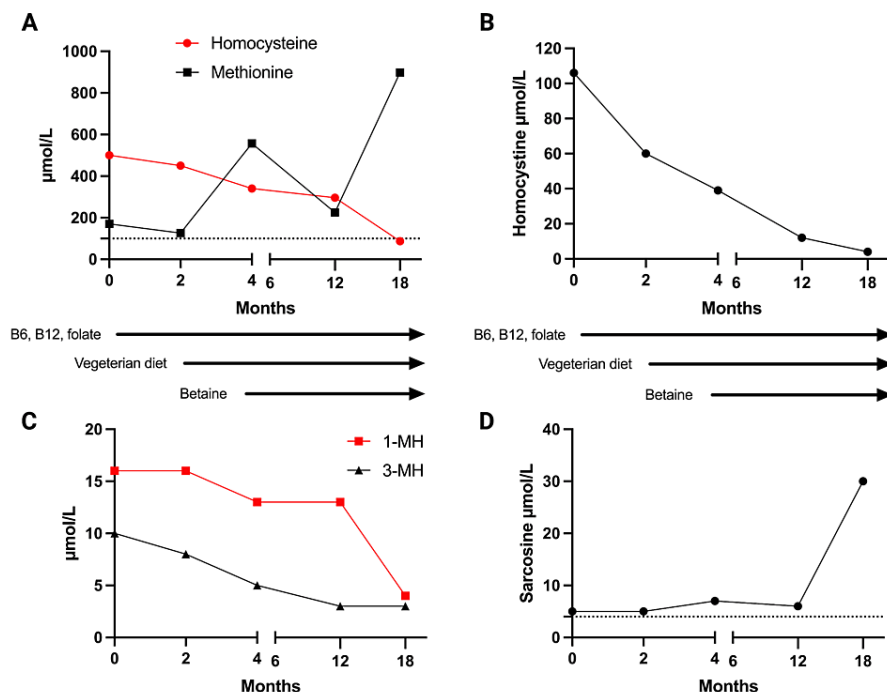 A
Homocysteine
Methionine
1000
800
600
400
200
0
µmol/L
0 2 4 6 12 18
Months
B
120
100
80
60
40
20
0
Homocystine µmol/L
0 2 4 6 12 18
Months
B6, B12, folate
Vegeterian diet
Betaine
B6, B12, folate
Vegeterian diet
Betaine
C
1-MH
3-MH
20
15
10
5
0
µmol/L
0 2 4 6 12 18
Months
D
40
30
20
10
0
Sarcosine µmol/L
0 2 4 6 12 18
Months